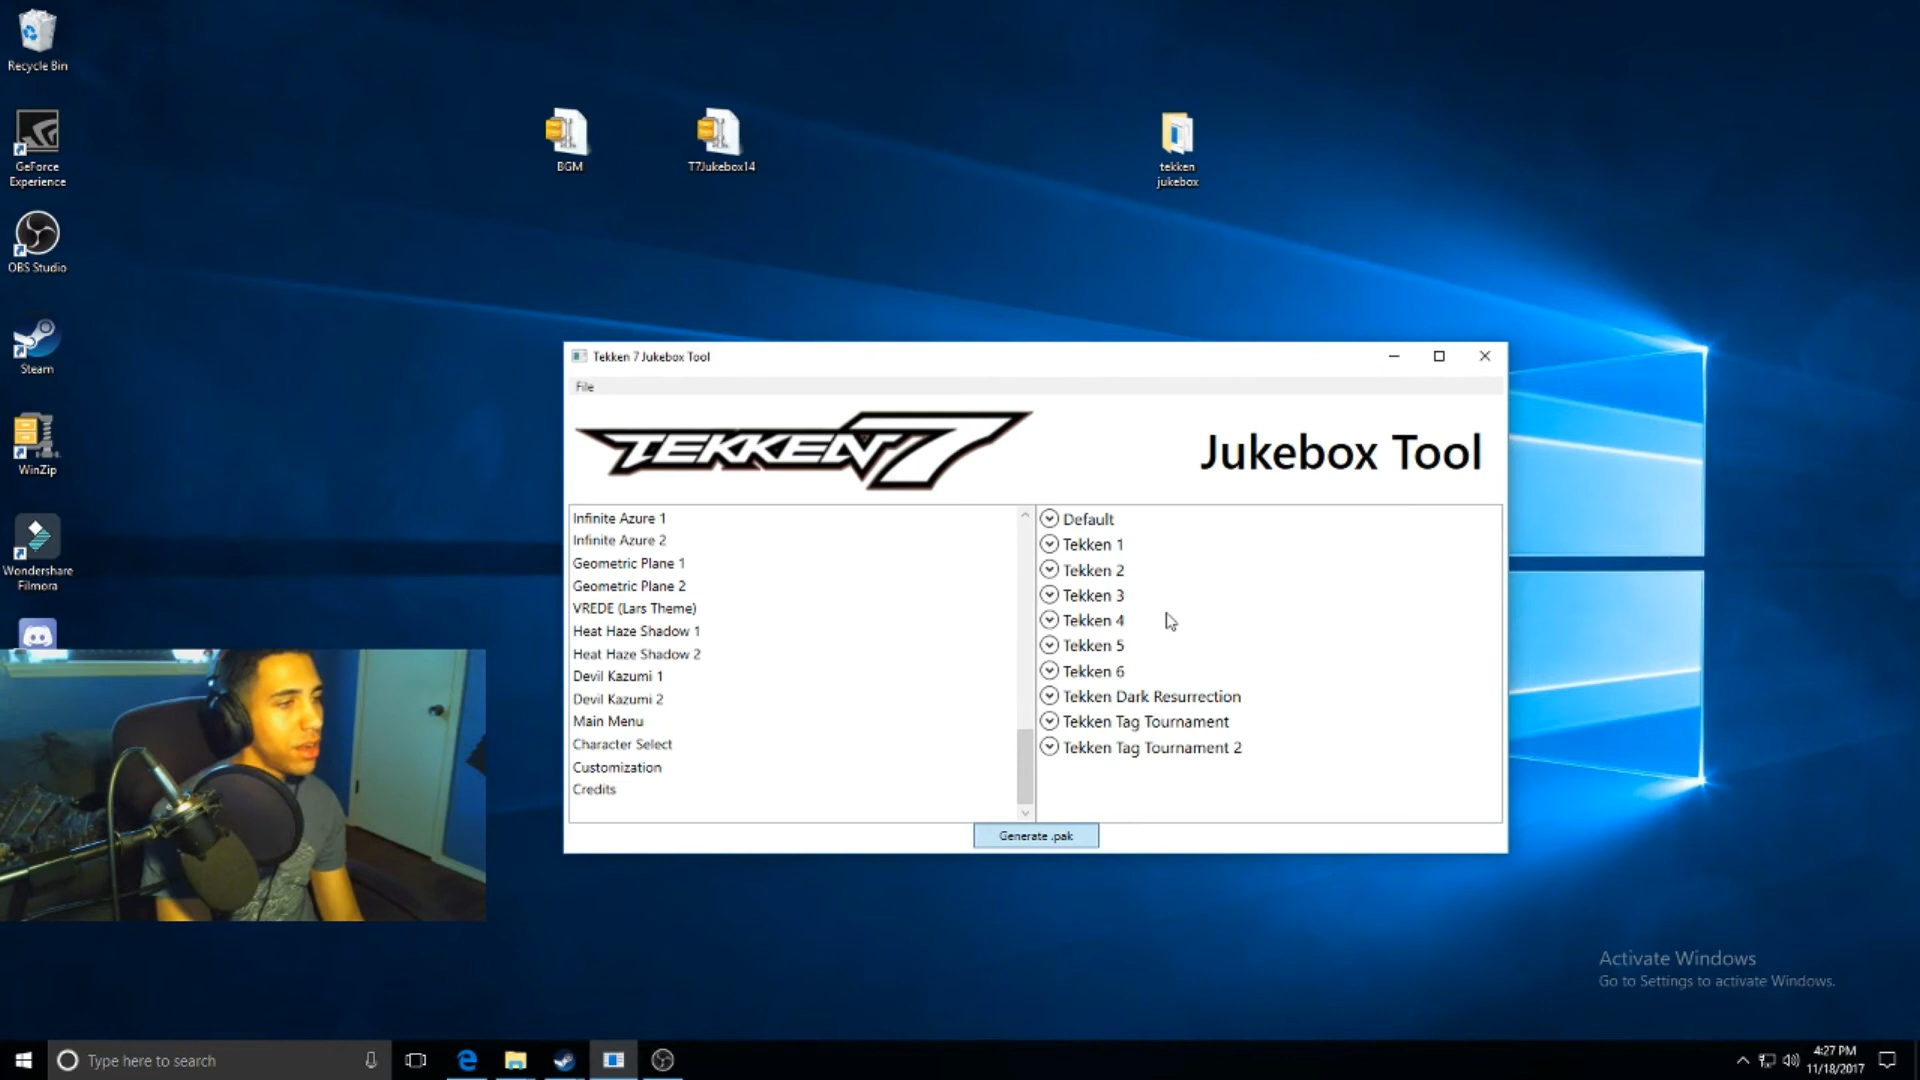 Recycle Bin
GeForce
Experience
OBS Studio
Steam
WinZip
Wondershare
Filmora
BGM
T7Jukebox14
tekken
jukebox
Tekken 7 Jukebox Tool
File
TEKKEN 7
Jukebox Tool
Infinite Azure 1
Infinite Azure 2
Geometric Plane 1
Geometric Plane 2
VREDE (Lars Theme)
Heat Haze Shadow 1
Heat Haze Shadow 2
Devil Kazumi 1
Devil Kazumi 2
Main Menu
Character Select
Customization
Credits
Default
Tekken 1
Tekken 2
Tekken 3
Tekken 4
Tekken 5
Tekken 6
Tekken Dark Resurrection
Tekken Tag Tournament
Tekken Tag Tournament 2
Generate .pak
Activate Windows
Go to Settings to activate Windows.
Type here to search
4:27 PM
11/18/2017